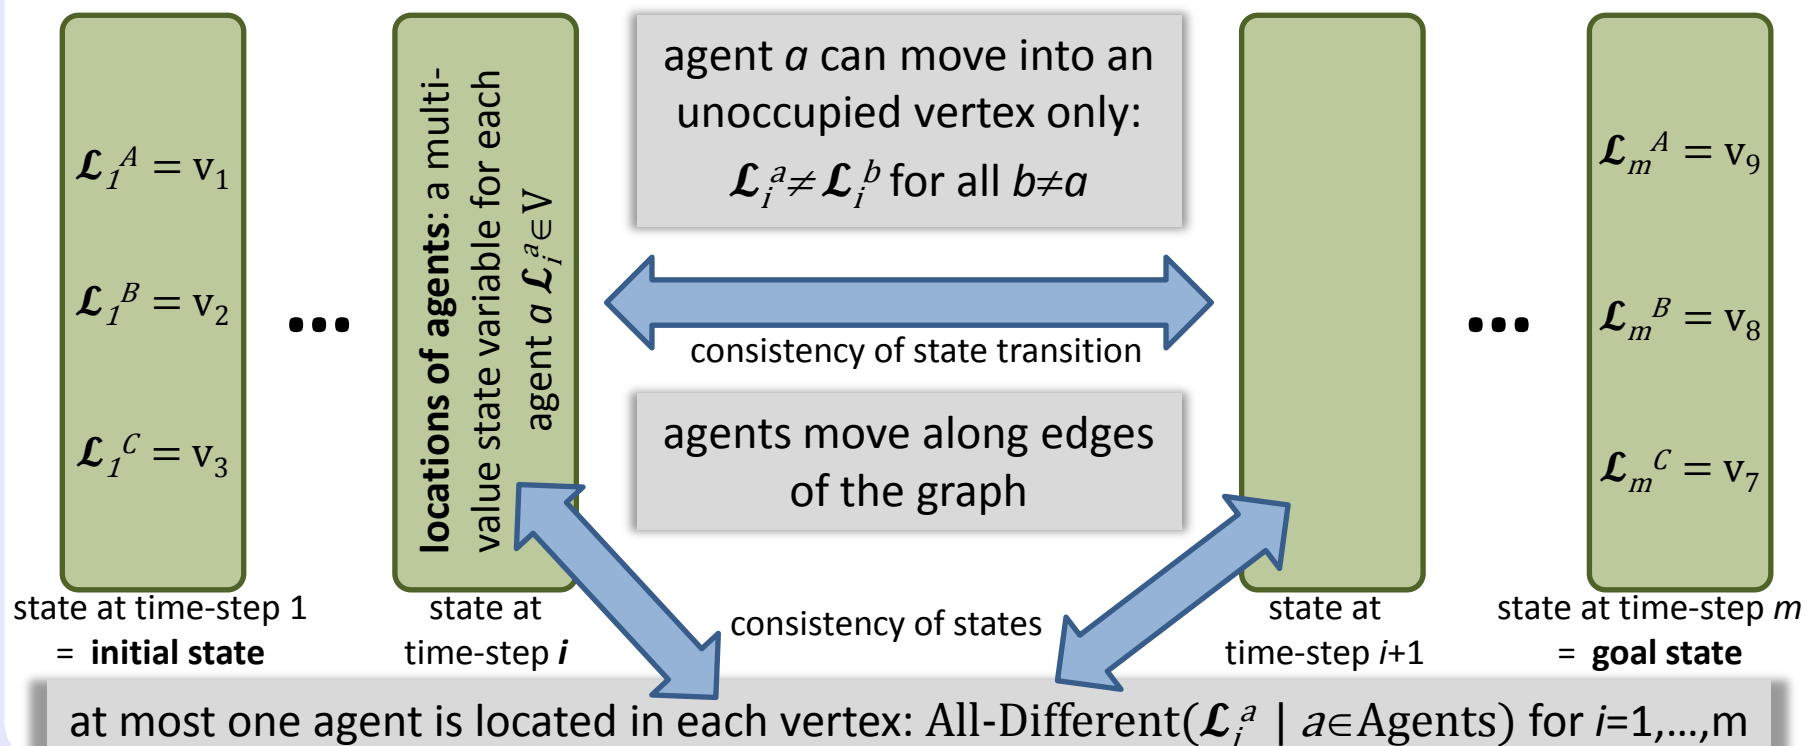 ℒ₁ᴬ = v₁
ℒ₁ᴮ = v₂
ℒ₁ᶜ = v₃
state at time-step 1
= initial state
...
locations of agents: a multi-
value state variable for each
agent a ℒᵢᵃ∈V
state at
time-step i
agent a can move into an
unoccupied vertex only:
ℒᵢᵃ≠ℒᵢᵇ for all b≠a
consistency of state transition
agents move along edges
of the graph
consistency of states
state at
time-step i+1
...
ℒₘᴬ = v₉
ℒₘᴮ = v₈
ℒₘᶜ = v₇
state at time-step m
= goal state
at most one agent is located in each vertex: All-Different(ℒᵢᵃ | a∈Agents) for i=1,...,m